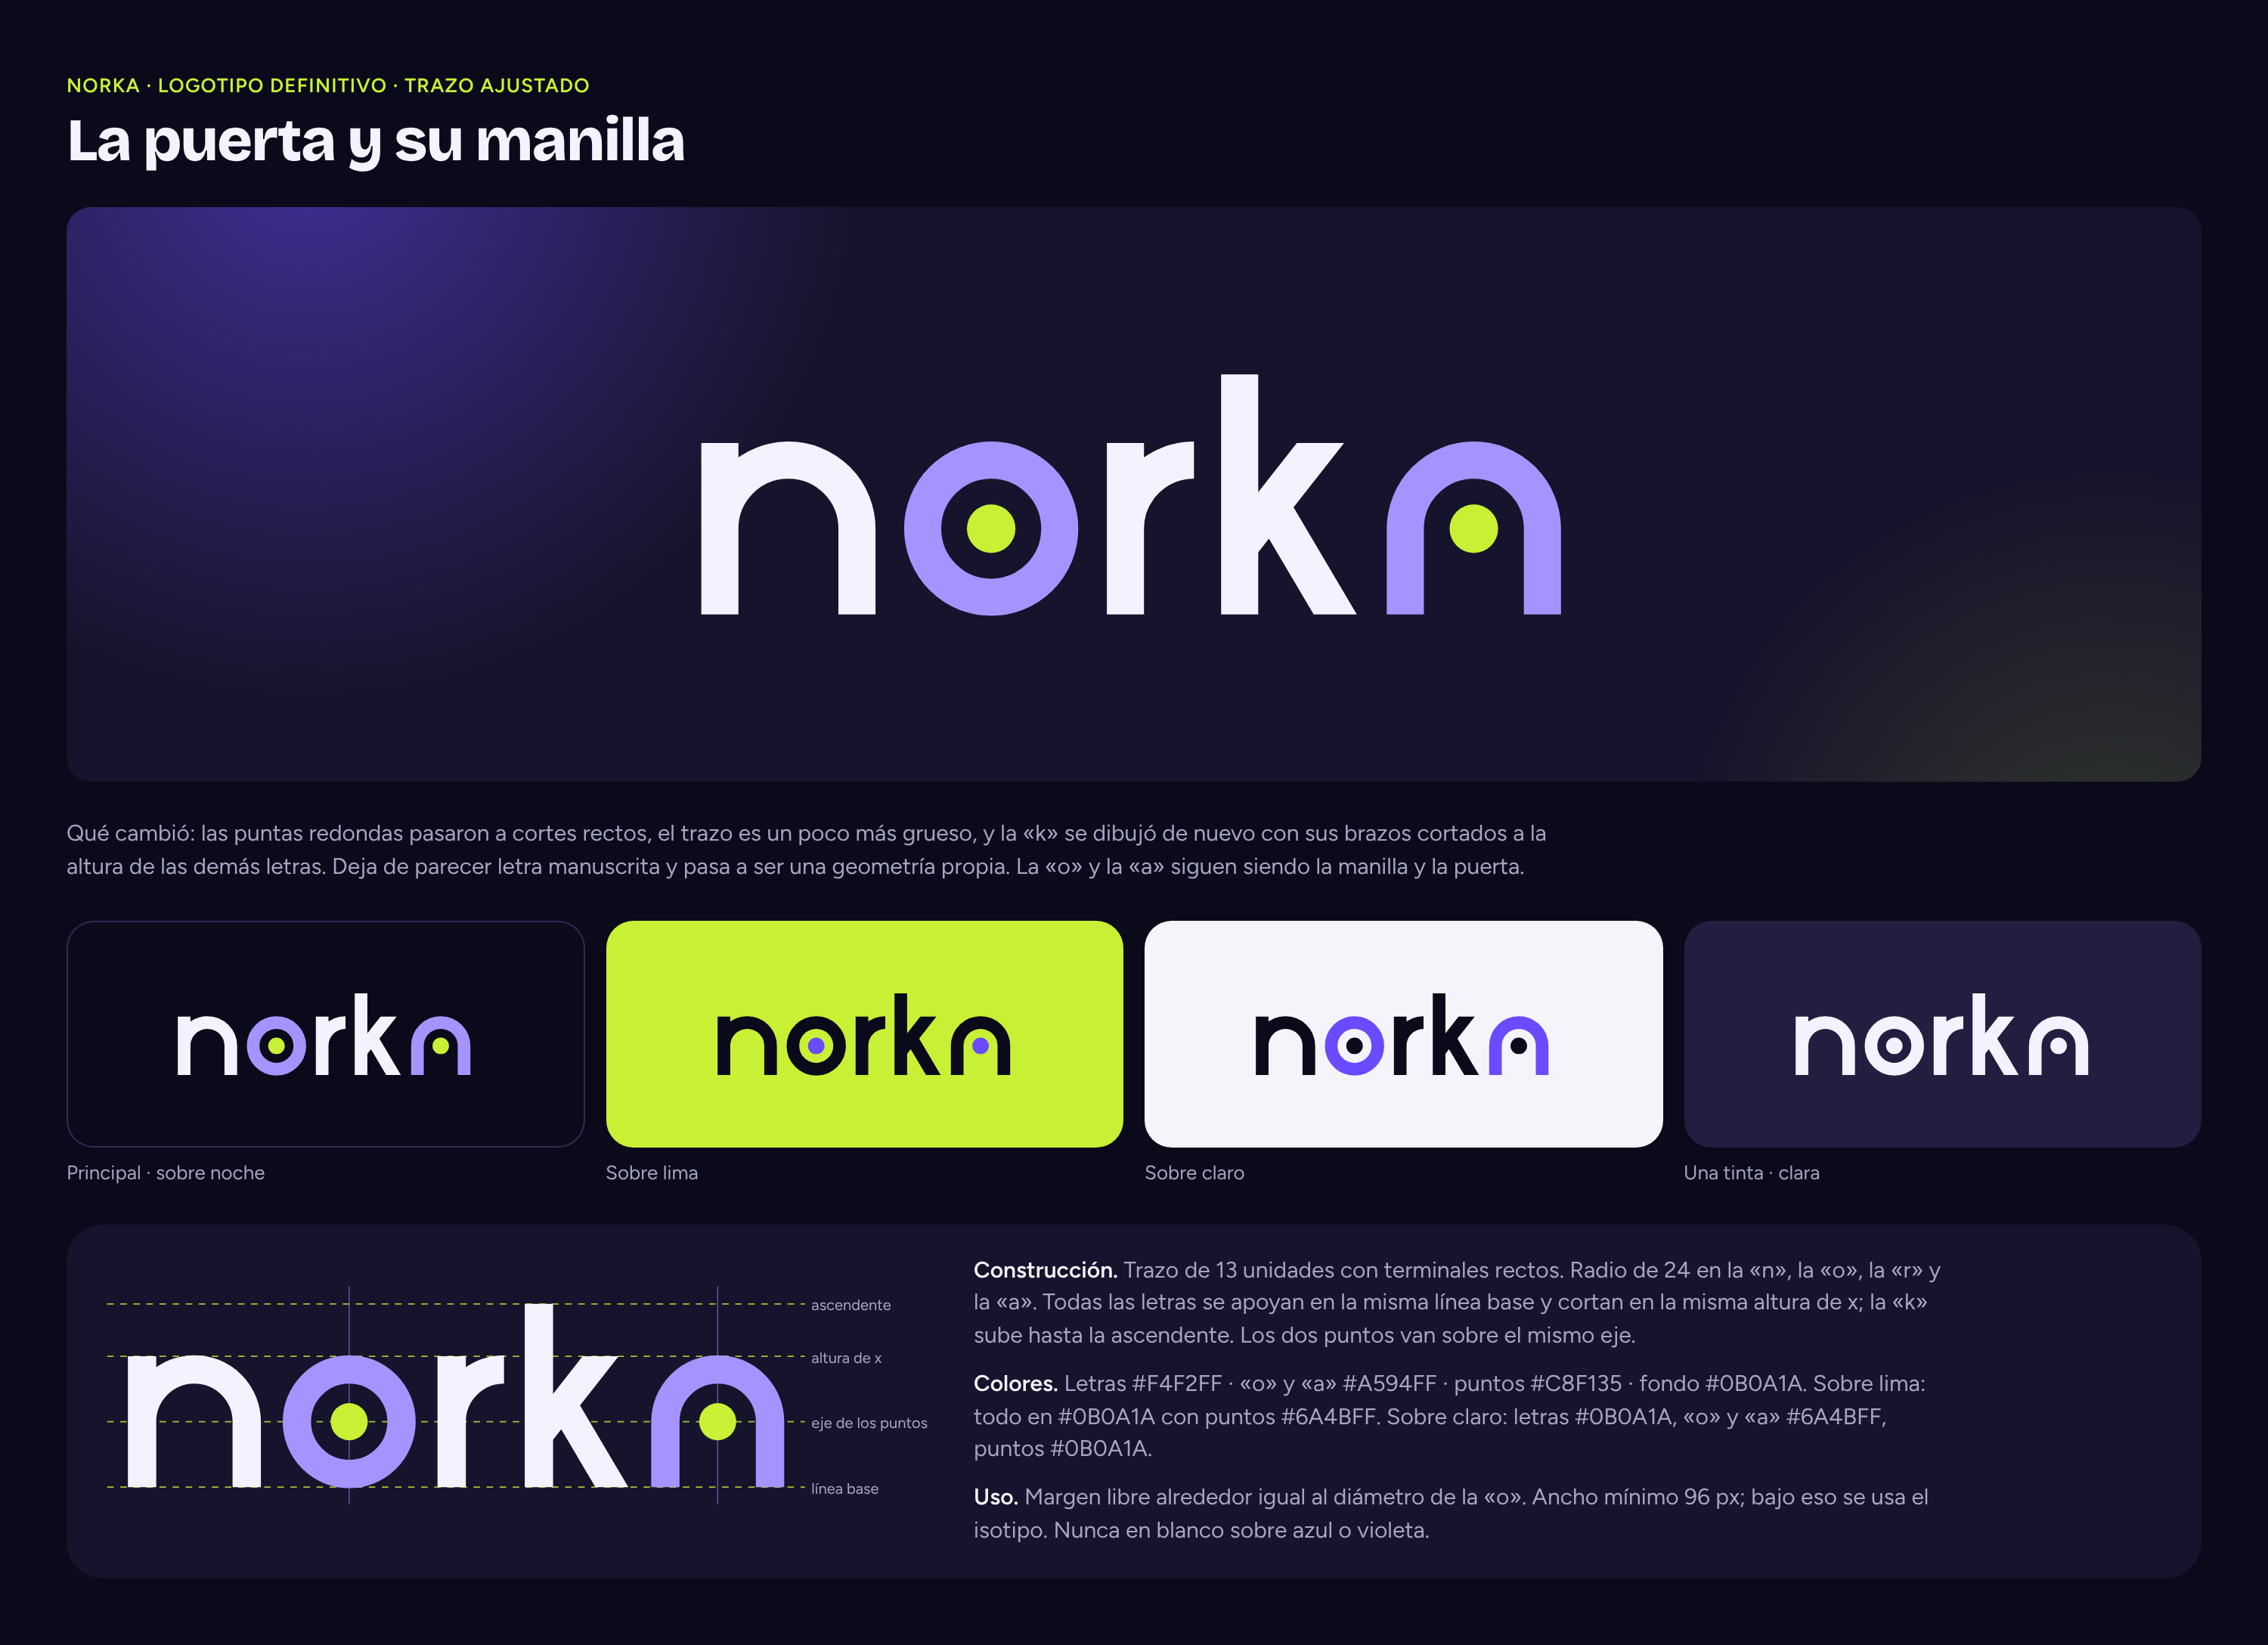 NORKA · LOGOTIPO DEFINITIVO · TRAZO AJUSTADO
La puerta y su manilla
norka
Qué cambió: las puntas redondas pasaron a cortes rectos, el trazo es un poco más grueso, y la «k» se dibujó de nuevo con sus brazos cortados a la
altura de las demás letras. Deja de parecer letra manuscrita y pasa a ser una geometría propia. La «o» y la «a» siguen siendo la manilla y la puerta.
norka
norka
norka
norka
Principal · sobre noche
Sobre lima
Sobre claro
Una tinta · clara
norka
ascendente
altura de x
eje de los puntos
línea base
Construcción. Trazo de 13 unidades con terminales rectos. Radio de 24 en la «n», la «o», la «r» y
la «a». Todas las letras se apoyan en la misma línea base y cortan en la misma altura de x; la «k»
sube hasta la ascendente. Los dos puntos van sobre el mismo eje.
Colores. Letras #F4F2FF · «o» y «a» #A594FF · puntos #C8F135 · fondo #0B0A1A. Sobre lima:
todo en #0B0A1A con puntos #6A4BFF. Sobre claro: letras #0B0A1A, «o» y «a» #6A4BFF,
puntos #0B0A1A.
Uso. Margen libre alrededor igual al diámetro de la «o». Ancho mínimo 96 px; bajo eso se usa el
isotipo. Nunca en blanco sobre azul o violeta.